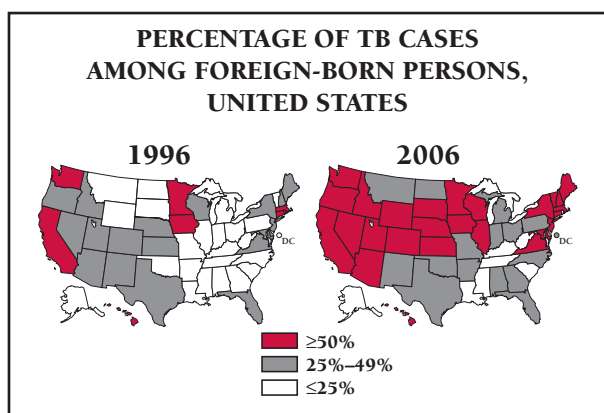 PERCENTAGE OF TB CASES
AMONG FOREIGN-BORN PERSONS,
UNITED STATES
1996
2006
DC
DC
≥50%
25%–49%
≤25%